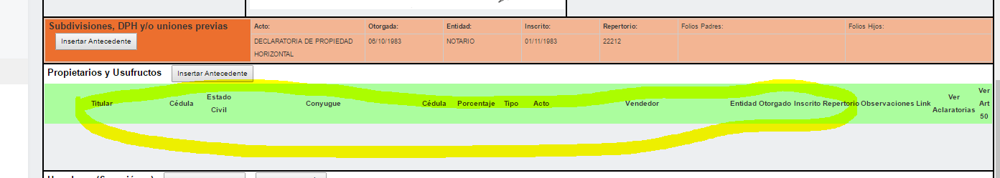 Subdivisiones, DPH y/o uniones previas
Insertar Antecedente
Acto: Otorgada: Entidad: Inscrito: Repertorio: Folios Padres: Folios Hijos:
DECLARATORIA DE PROPIEDAD 06/10/1983 NOTARIO 01/11/1983 22212
HORIZONTAL
Propietarios y Usufructos Insertar Antecedente
Titular Cédula Estado Civil Conyugue Cédula Porcentaje Tipo Acto Vendedor Entidad Otorgado Inscrito Repertorio Observaciones Link Ver Aclaratorias Ver Art 50